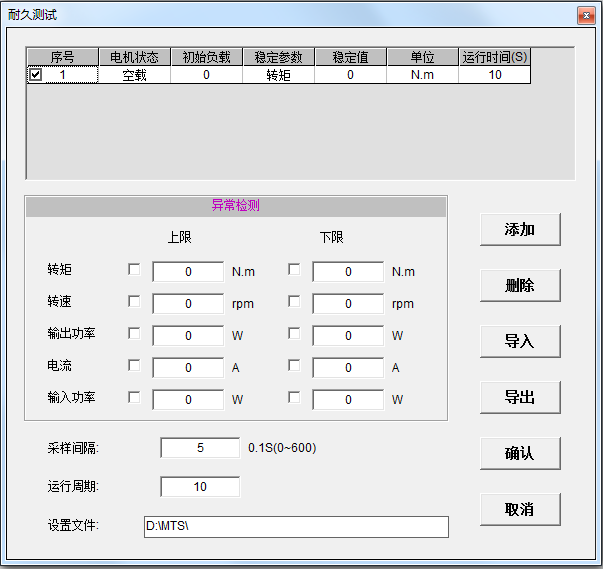 耐久测试
序号 电机状态 初始负载 稳定参数 稳定值 单位 运行时间(S)
1 空载 0 转矩 0 N.m 10
异常检测
上限 下限
转矩 0 N.m 0 N.m
转速 0 rpm 0 rpm
输出功率 0 W 0 W
电流 0 A 0 A
输入功率 0 W 0 W
采样间隔: 5 0.1S(0~600)
运行周期: 10
设置文件: D:\MTS\
添加
删除
导入
导出
确认
取消